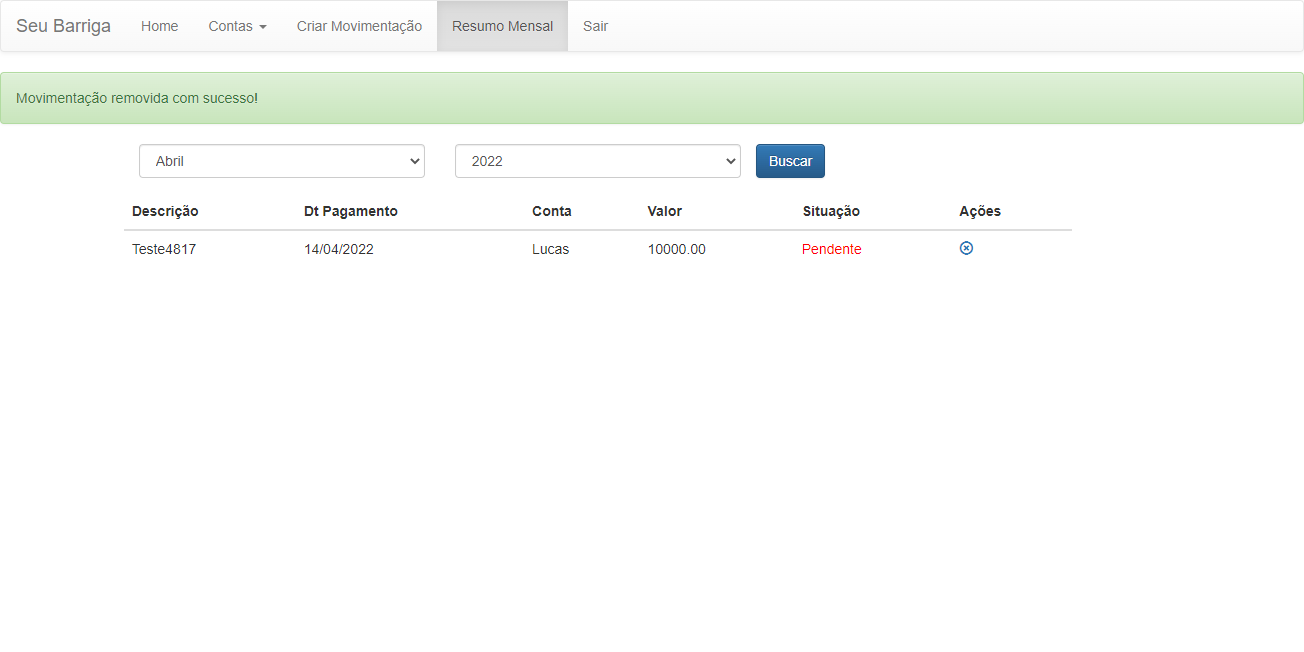 Seu Barriga Home Contas Criar Movimentação Resumo Mensal Sair
Movimentação removida com sucesso!
Abril 2022 Buscar
Descrição Dt Pagamento Conta Valor Situação Ações
Teste4817 14/04/2022 Lucas 10000.00 Pendente